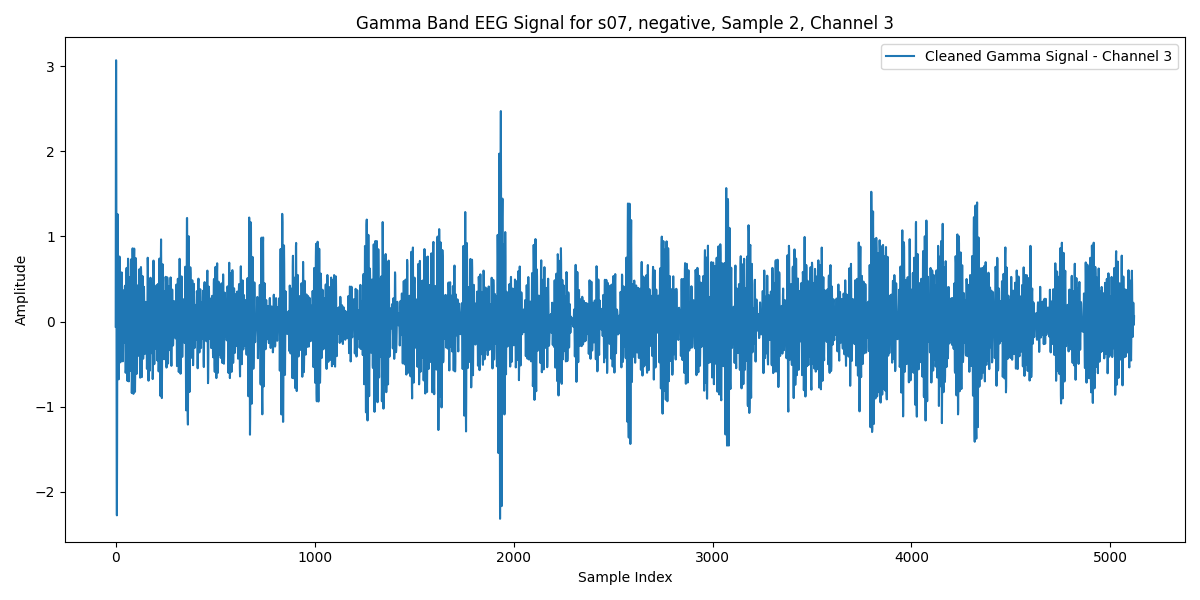 Gamma Band EEG Signal for s07, negative, Sample 2, Channel 3
Cleaned Gamma Signal - Channel 3
3
2
1
0
−1
−2
Amplitude
0 1000 2000 3000 4000 5000
Sample Index